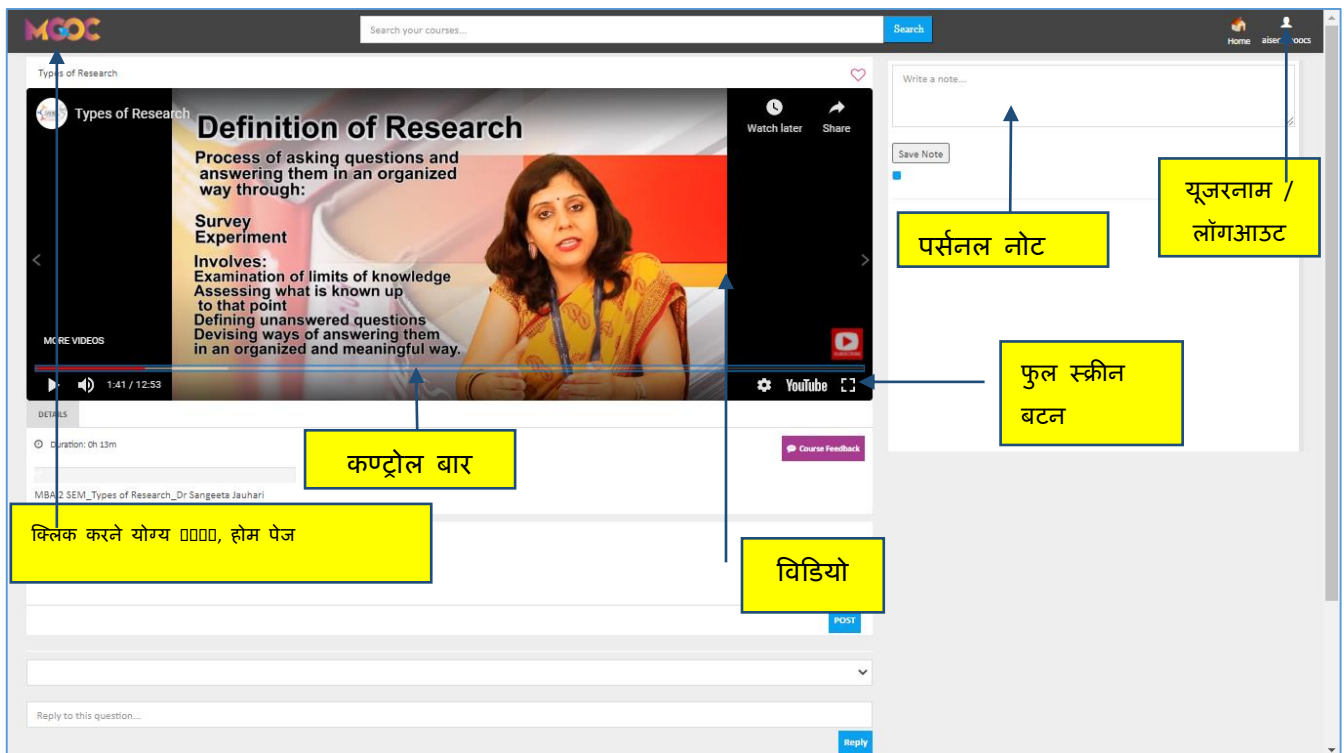 MOOC
Search your courses...
Search
Home
Types of Research
Types of Research
Watch later
Share
Definition of Research
Process of asking questions and
answering them in an organized
way through:
Survey
Experiment
Involves:
Examination of limits of knowledge
Assessing what is known up
to that point
Defining unanswered questions
Devising ways of answering them
in an organized and meaningful way.
MORE VIDEOS
1:41 / 12:53
YouTube
Write a note...
Save Note
यूजरनाम /
लॉगआउट
पर्सनल नोट
फुल स्क्रीन
बटन
DETAILS
Duration: 0h 13m
Course Feedback
कण्ट्रोल बार
MBA 2 SEM_Types of Research_Dr Sangeeta Jauhari
क्लिक करने योग्य , होम पेज
विडियो
POST
Reply to this question...
Reply